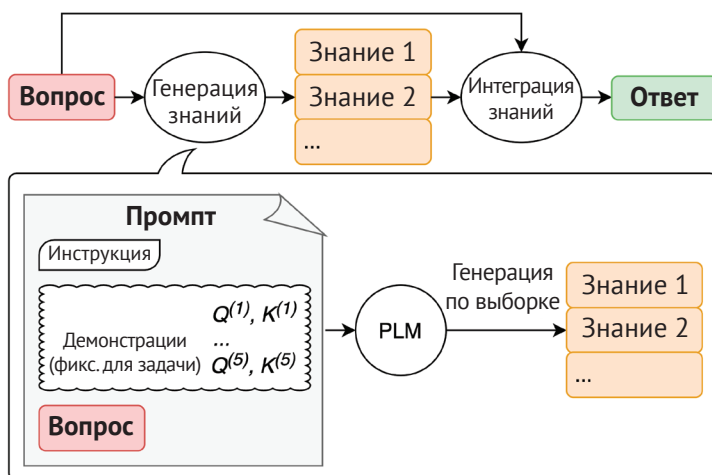 Вопрос
Генерация
знаний
Знание 1
Знание 2
...
Интеграция
знаний
Ответ
Промпт
Инструкция
Демонстрации
(фикс. для задачи)
Q(1), K(1)
...
Q(5), K(5)
Вопрос
PLM
Генерация
по выборке
Знание 1
Знание 2
...